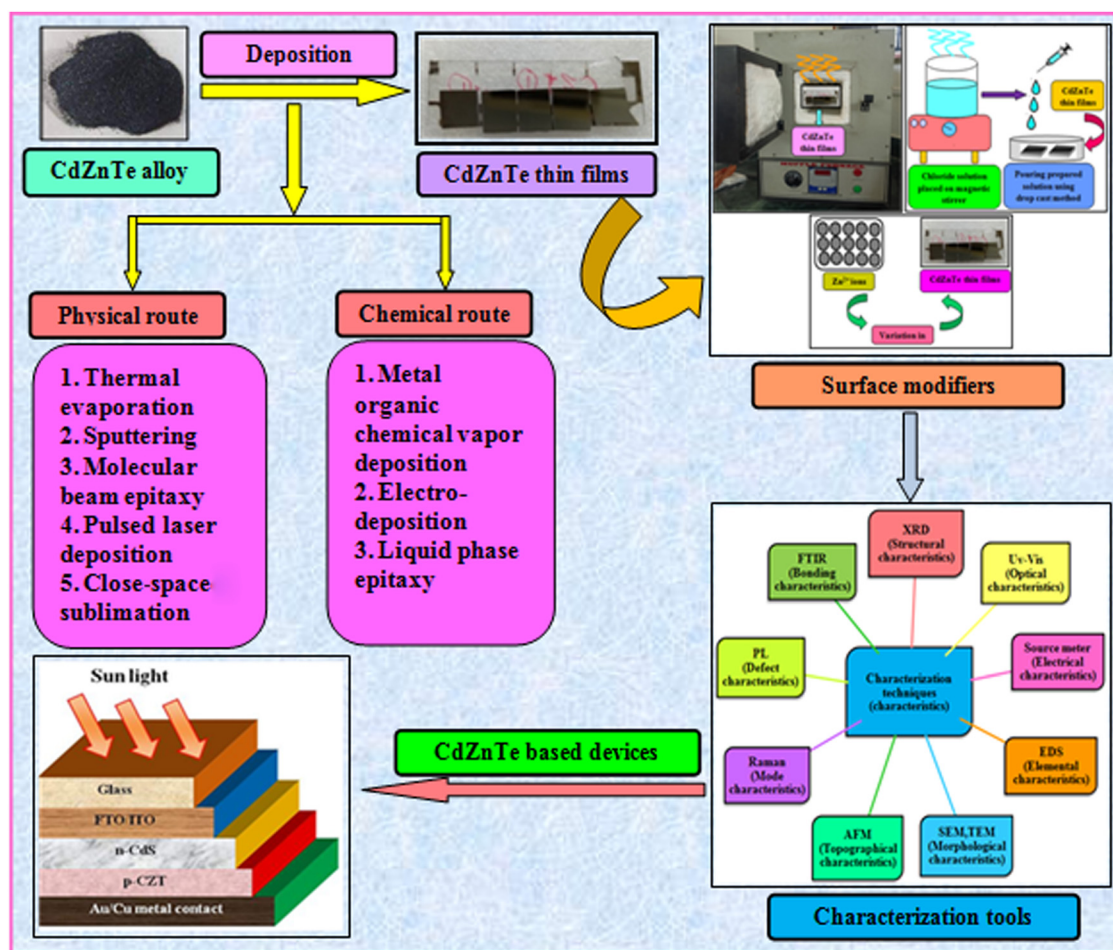 Deposition
CdZnTe alloy
CdZnTe thin films
Physical route
Chemical route
1. Thermal
evaporation
2. Sputtering
3. Molecular
beam epitaxy
4. Pulsed laser
deposition
5. Close-space
sublimation
1. Metal
organic
chemical vapor
deposition
2. Electro-
deposition
3. Liquid phase
epitaxy
CdZnTe
thin films
CdZnTe
thin films
Chloride solution
placed on magnetic
stirrer
Pouring prepared
solution using
drop cast method
Zn²⁺ ions
CdZnTe thin films
Variation in
Surface modifiers
XRD
(Structural
characteristics)
FTIR
(Bonding
characteristics)
Uv-Vis
(Optical
characteristics)
PL
(Defect
characteristics)
Characterization
techniques
(characteristics)
Source meter
(Electrical
characteristics)
Raman
(Mode
characteristics)
EDS
(Elemental
characteristics)
AFM
(Topographical
characteristics)
SEM,TEM
(Morphological
characteristics)
Characterization tools
CdZnTe based devices
Sun light
Glass
FTO/ITO
n-CdS
p-CZT
Au/Cu metal contact